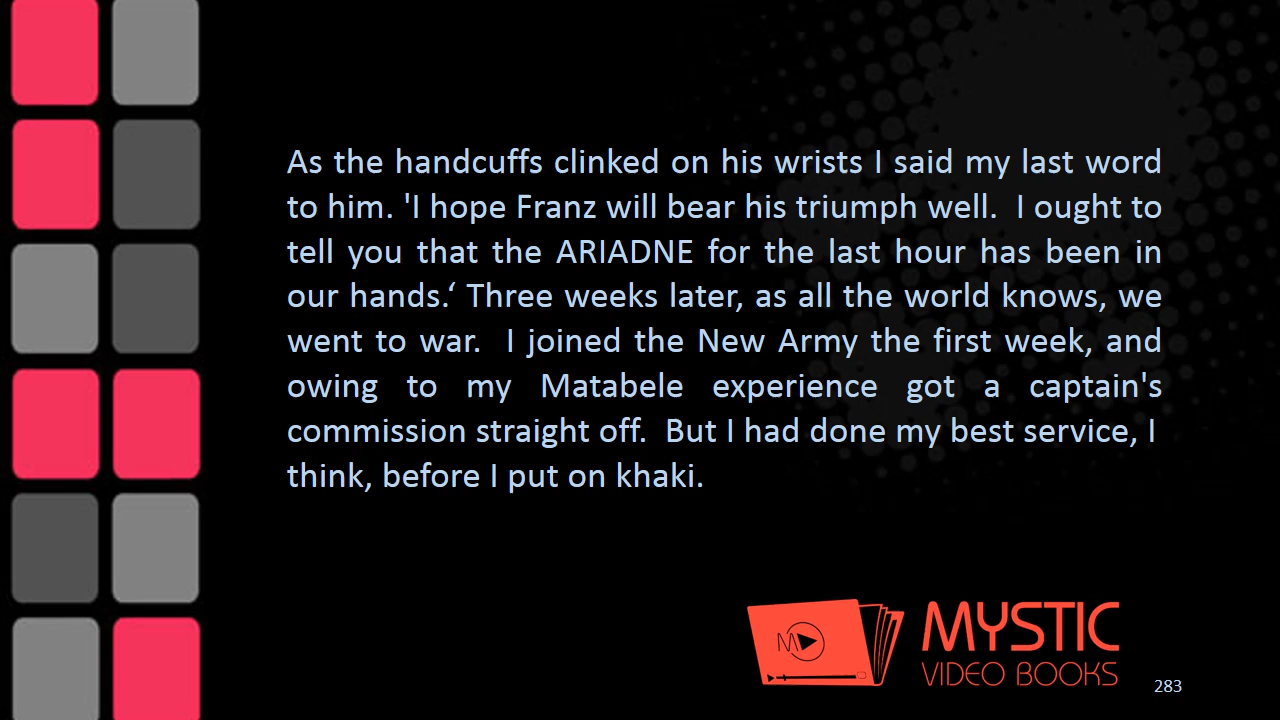 As the handcuffs clinked on his wrists I said my last word
to him. 'I hope Franz will bear his triumph well.  I ought to
tell you that the ARIADNE for the last hour has been in
our hands.‘ Three weeks later, as all the world knows, we
went to war.  I joined the New Army the first week, and
owing to my Matabele experience got a captain's
commission straight off.  But I had done my best service, I
think, before I put on khaki.
M
MYSTIC
VIDEO BOOKS
283